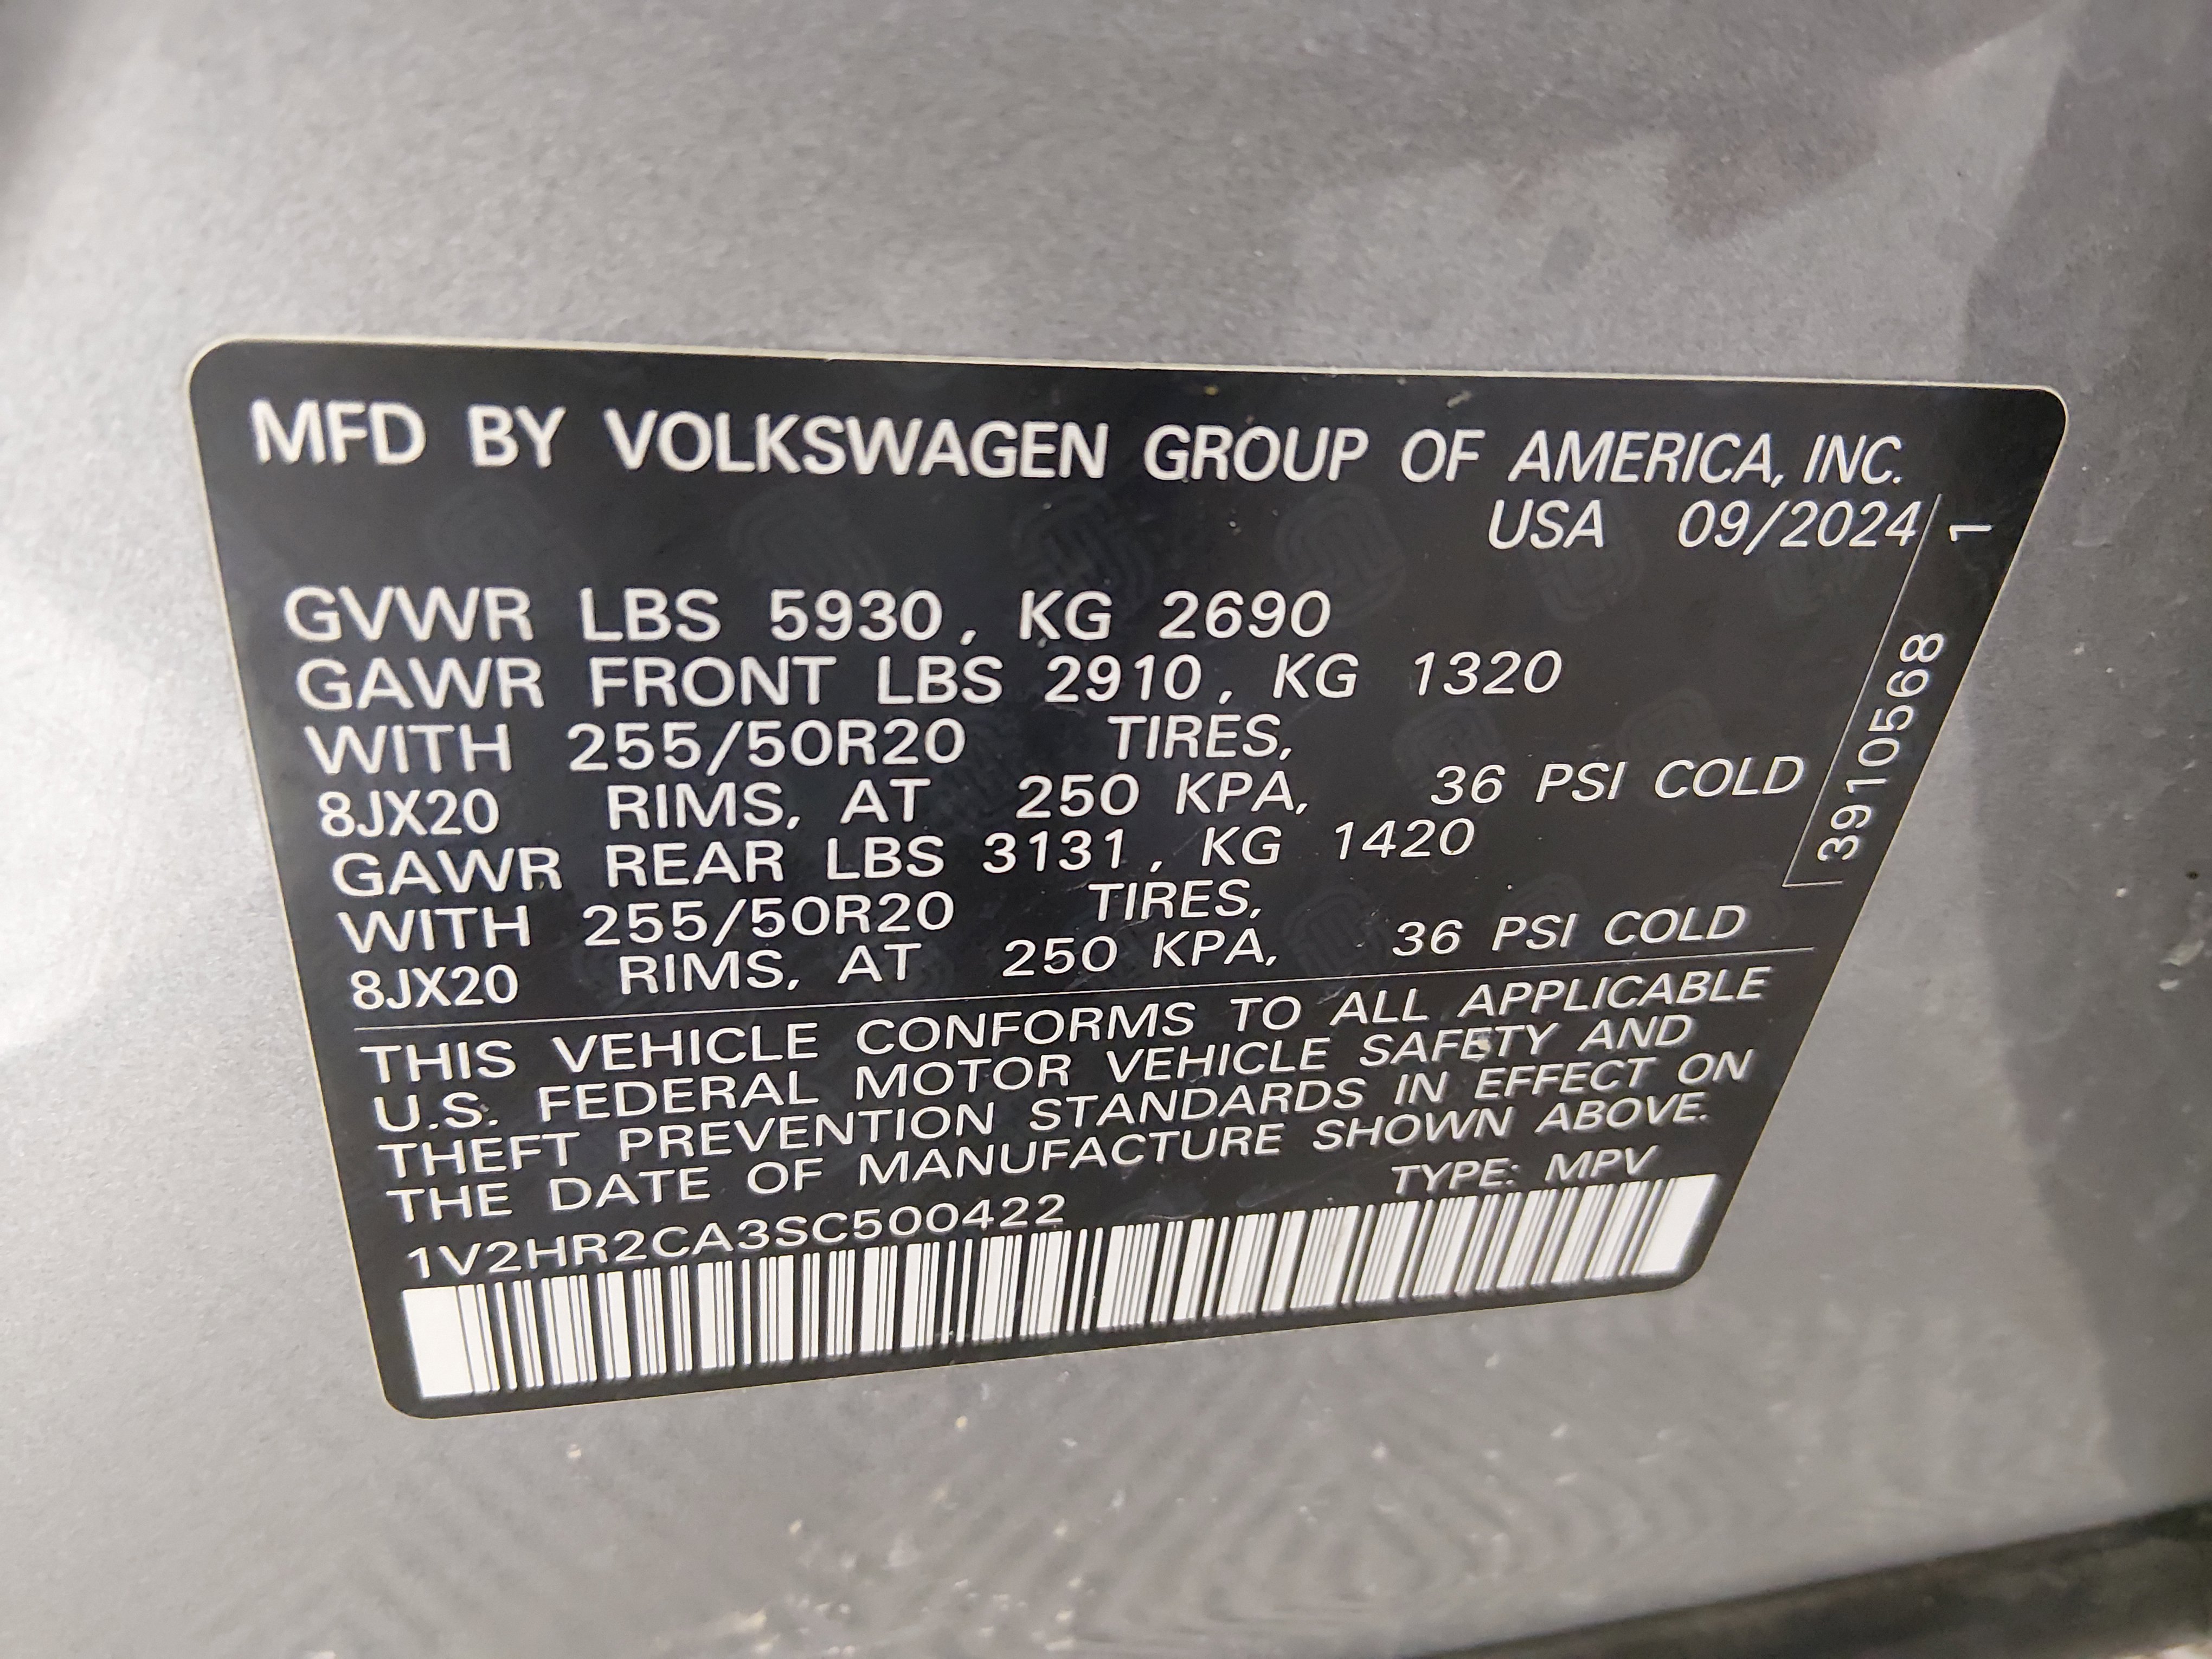 MFD BY VOLKSWAGEN GROUP OF AMERICA, INC.
USA 09/2024
GVWR LBS 5930, KG 2690
GAWR FRONT LBS 2910, KG 1320
WITH 255/50R20 TIRES,
8JX20 RIMS, AT 250 KPA, 36 PSI COLD
GAWR REAR LBS 3131, KG 1420
WITH 255/50R20 TIRES,
8JX20 RIMS, AT 250 KPA, 36 PSI COLD
THIS VEHICLE CONFORMS TO ALL APPLICABLE
U.S. FEDERAL MOTOR VEHICLE SAFETY AND
THEFT PREVENTION STANDARDS IN EFFECT ON
THE DATE OF MANUFACTURE SHOWN ABOVE.
1V2HR2CA3SC500422 TYPE: MPV
39105568 1